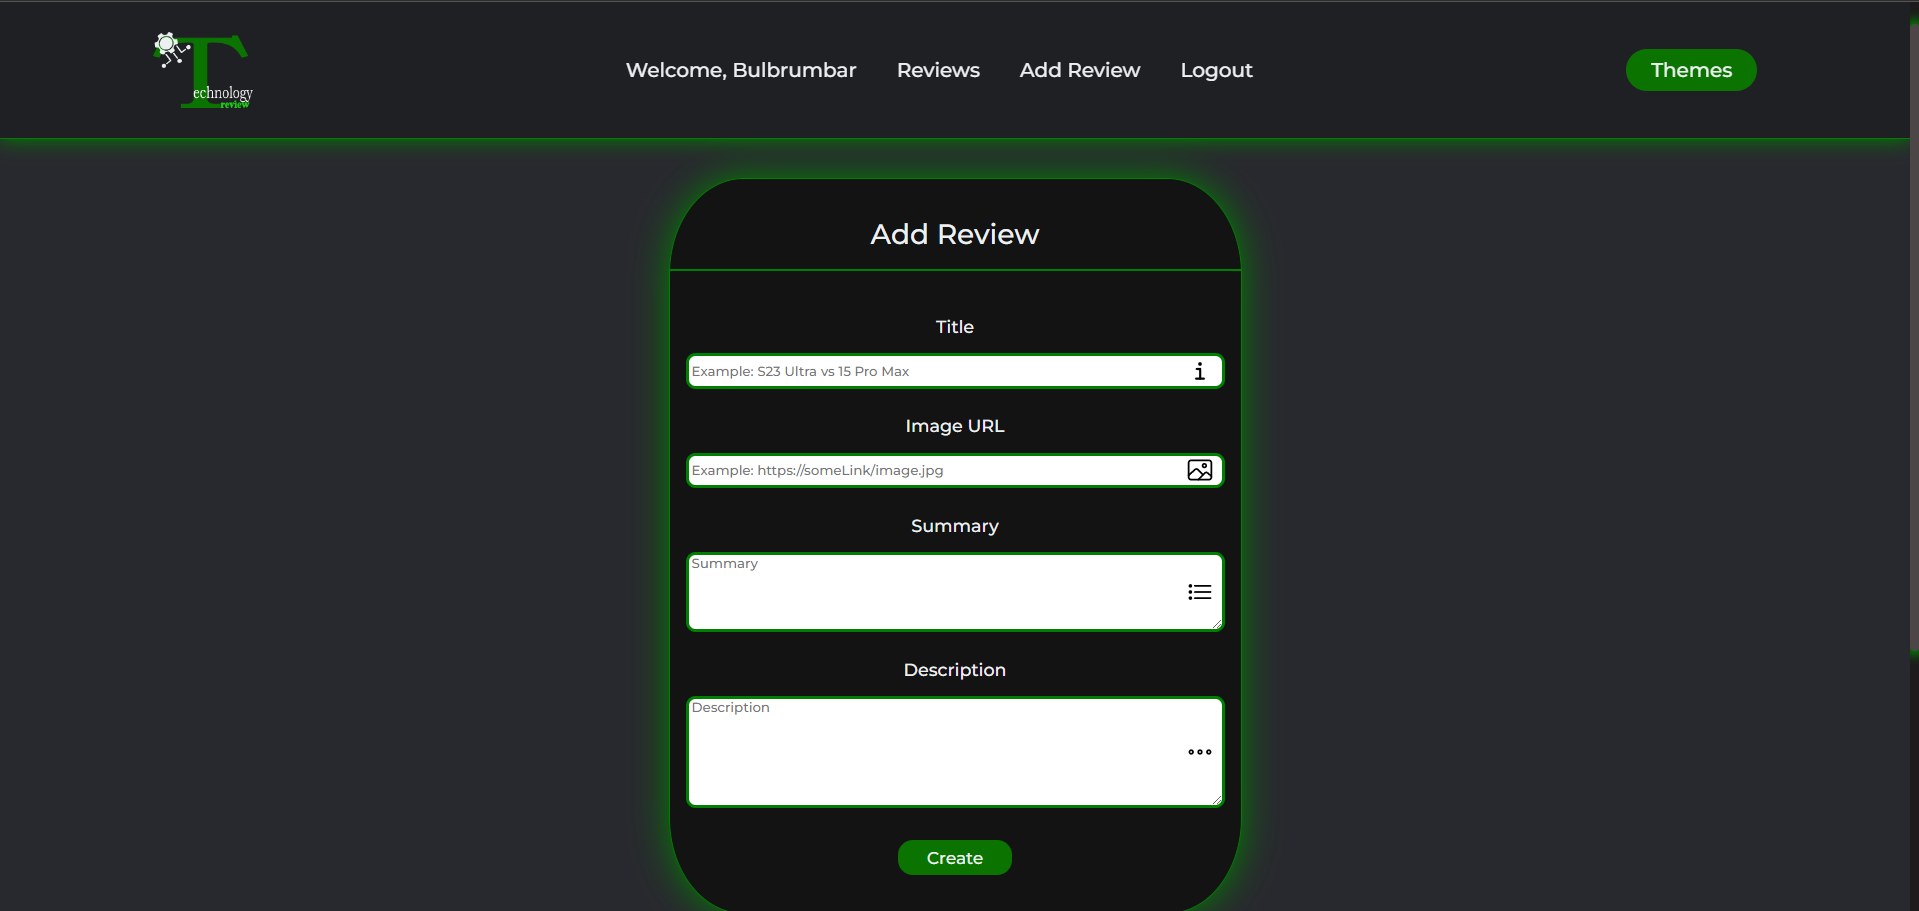 Technology
review
Welcome, Bulbrumbar
Reviews
Add Review
Logout
Themes
Add Review
Title
Example: S23 Ultra vs 15 Pro Max
Image URL
Example: https://someLink/image.jpg
Summary
Summary
Description
Description
Create